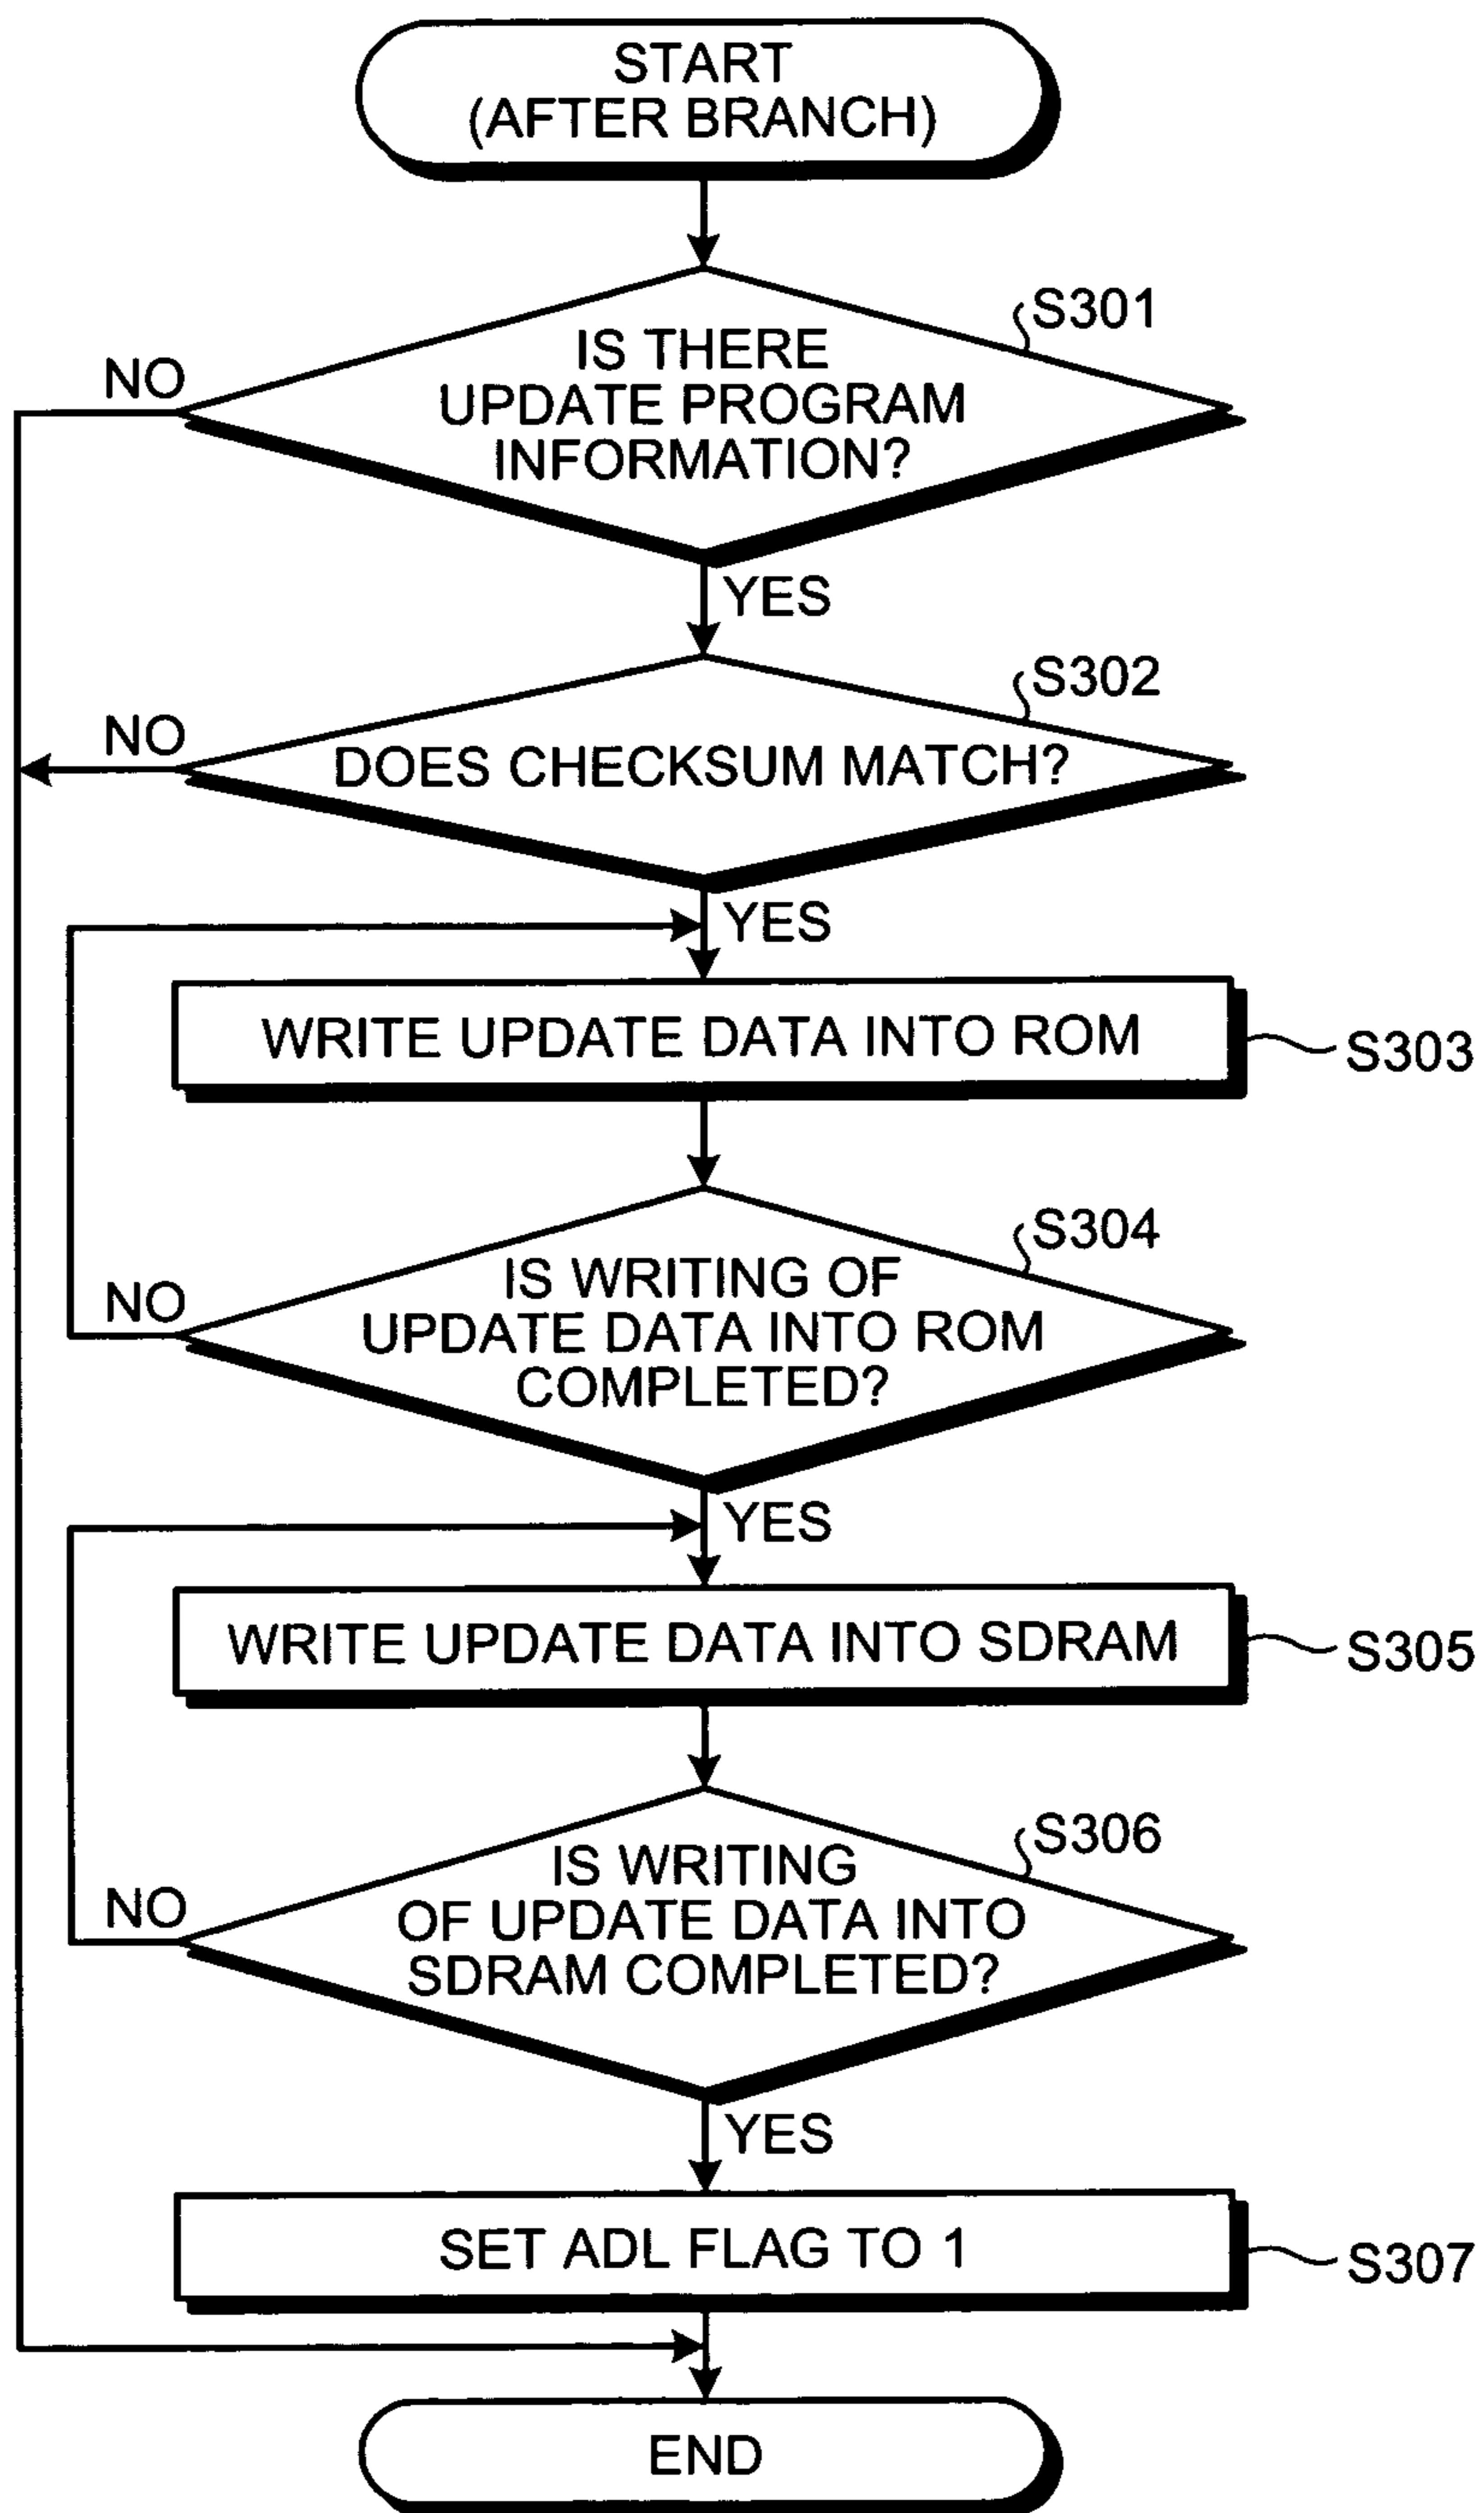 START
(AFTER BRANCH)
S301
IS THERE
UPDATE PROGRAM
INFORMATION?
NO
YES
S302
DOES CHECKSUM MATCH?
NO
YES
WRITE UPDATE DATA INTO ROM
S303
S304
IS WRITING OF
UPDATE DATA INTO ROM
COMPLETED?
NO
YES
WRITE UPDATE DATA INTO SDRAM
S305
S306
IS WRITING
OF UPDATE DATA INTO
SDRAM COMPLETED?
NO
YES
SET ADL FLAG TO 1
S307
END